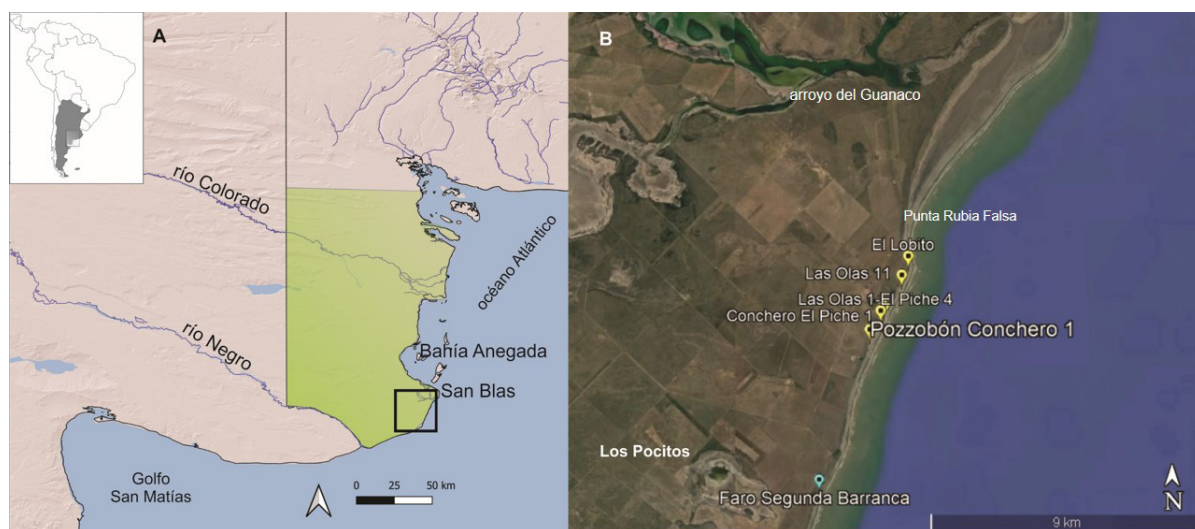 A
río Colorado
río Negro
océano Atlántico
Bahía Anegada
San Blas
Golfo
San Matías
0
25
50 km
B
arroyo del Guanaco
Punta Rubia Falsa
El Lobito
Las Olas 11
Las Olas 1-El Piche 4
Conchero El Piche 1
Pozzobón Conchero 1
Los Pocitos
Faro Segunda Barranca
N
9 km